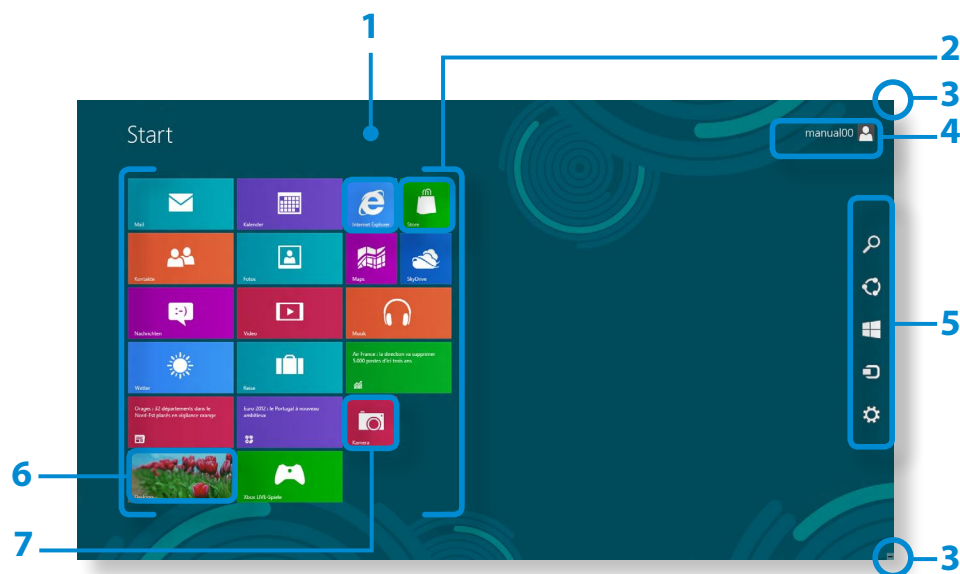 1
2
3
Start
manual00
4
Mail
Kalender
Internet Explorer
Store
Kontakte
Fotos
Maps
SkyDrive
5
Nachrichten
:-)
Video
Musik
Wetter
Reise
Air France : la direction va supprimer
5.000 postes d'ici trois ans
Orages : 32 départements dans le
Nord-Est placés en vigilance orange
Euro 2012 : le Portugal à nouveau
ambitieux
Kamera
6
Desktop
Xbox LIVE-Spiele
7
3